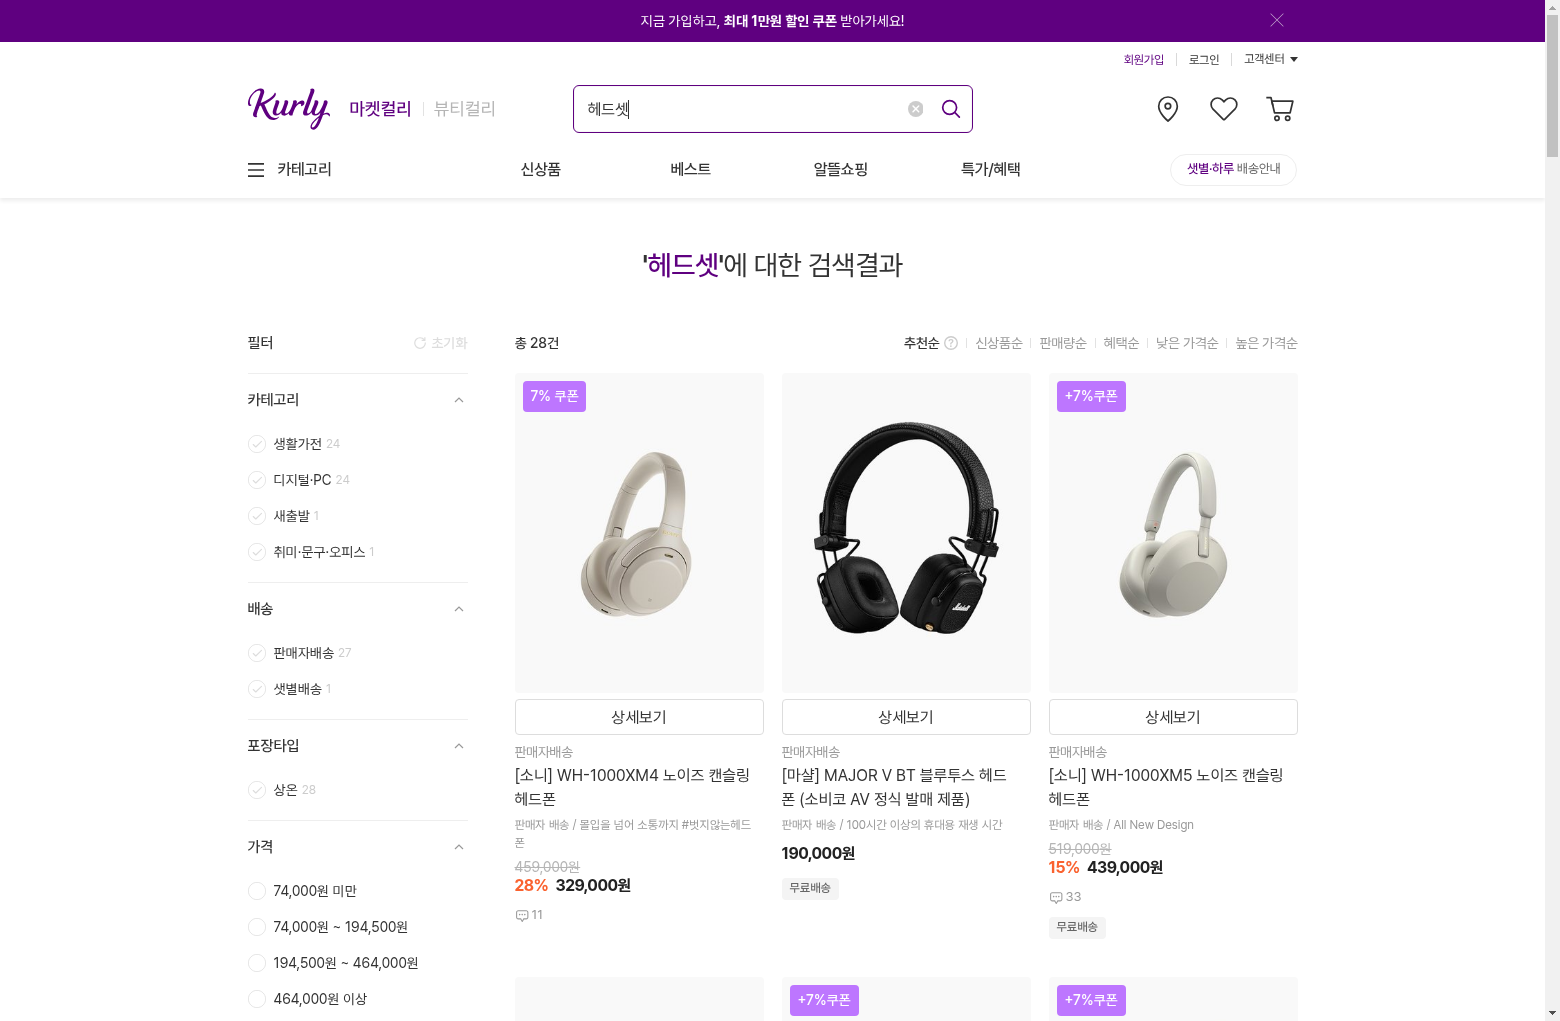 지금 가입하고, 최대 1만원 할인 쿠폰 받아가세요!
회원가입
로그인
고객센터
Kurly
마켓컬리
뷰티컬리
헤드셋
카테고리
신상품
베스트
알뜰쇼핑
특가/혜택
샛별·하루 배송안내
'헤드셋'에 대한 검색결과
필터
초기화
카테고리
생활가전 24
디지털·PC 24
새출발 1
취미·문구·오피스 1
배송
판매자배송 27
샛별배송 1
포장타입
상온 28
가격
74,000원 미만
74,000원 ~ 194,500원
194,500원 ~ 464,000원
464,000원 이상
총 28건
추천순
신상품순
판매량순
혜택순
낮은 가격순
높은 가격순
7% 쿠폰
상세보기
판매자배송
[소니] WH-1000XM4 노이즈 캔슬링
헤드폰
판매자 배송 / 몰입을 넘어 소통까지 #벗지않는헤드
폰
459,000원
28% 329,000원
11
Marshall
상세보기
판매자배송
[마샬] MAJOR V BT 블루투스 헤드
폰 (소비코 AV 정식 발매 제품)
판매자 배송 / 100시간 이상의 휴대용 재생 시간
190,000원
무료배송
+7%쿠폰
상세보기
판매자배송
[소니] WH-1000XM5 노이즈 캔슬링
헤드폰
판매자 배송 / All New Design
519,000원
15% 439,000원
33
무료배송
+7%쿠폰
+7%쿠폰